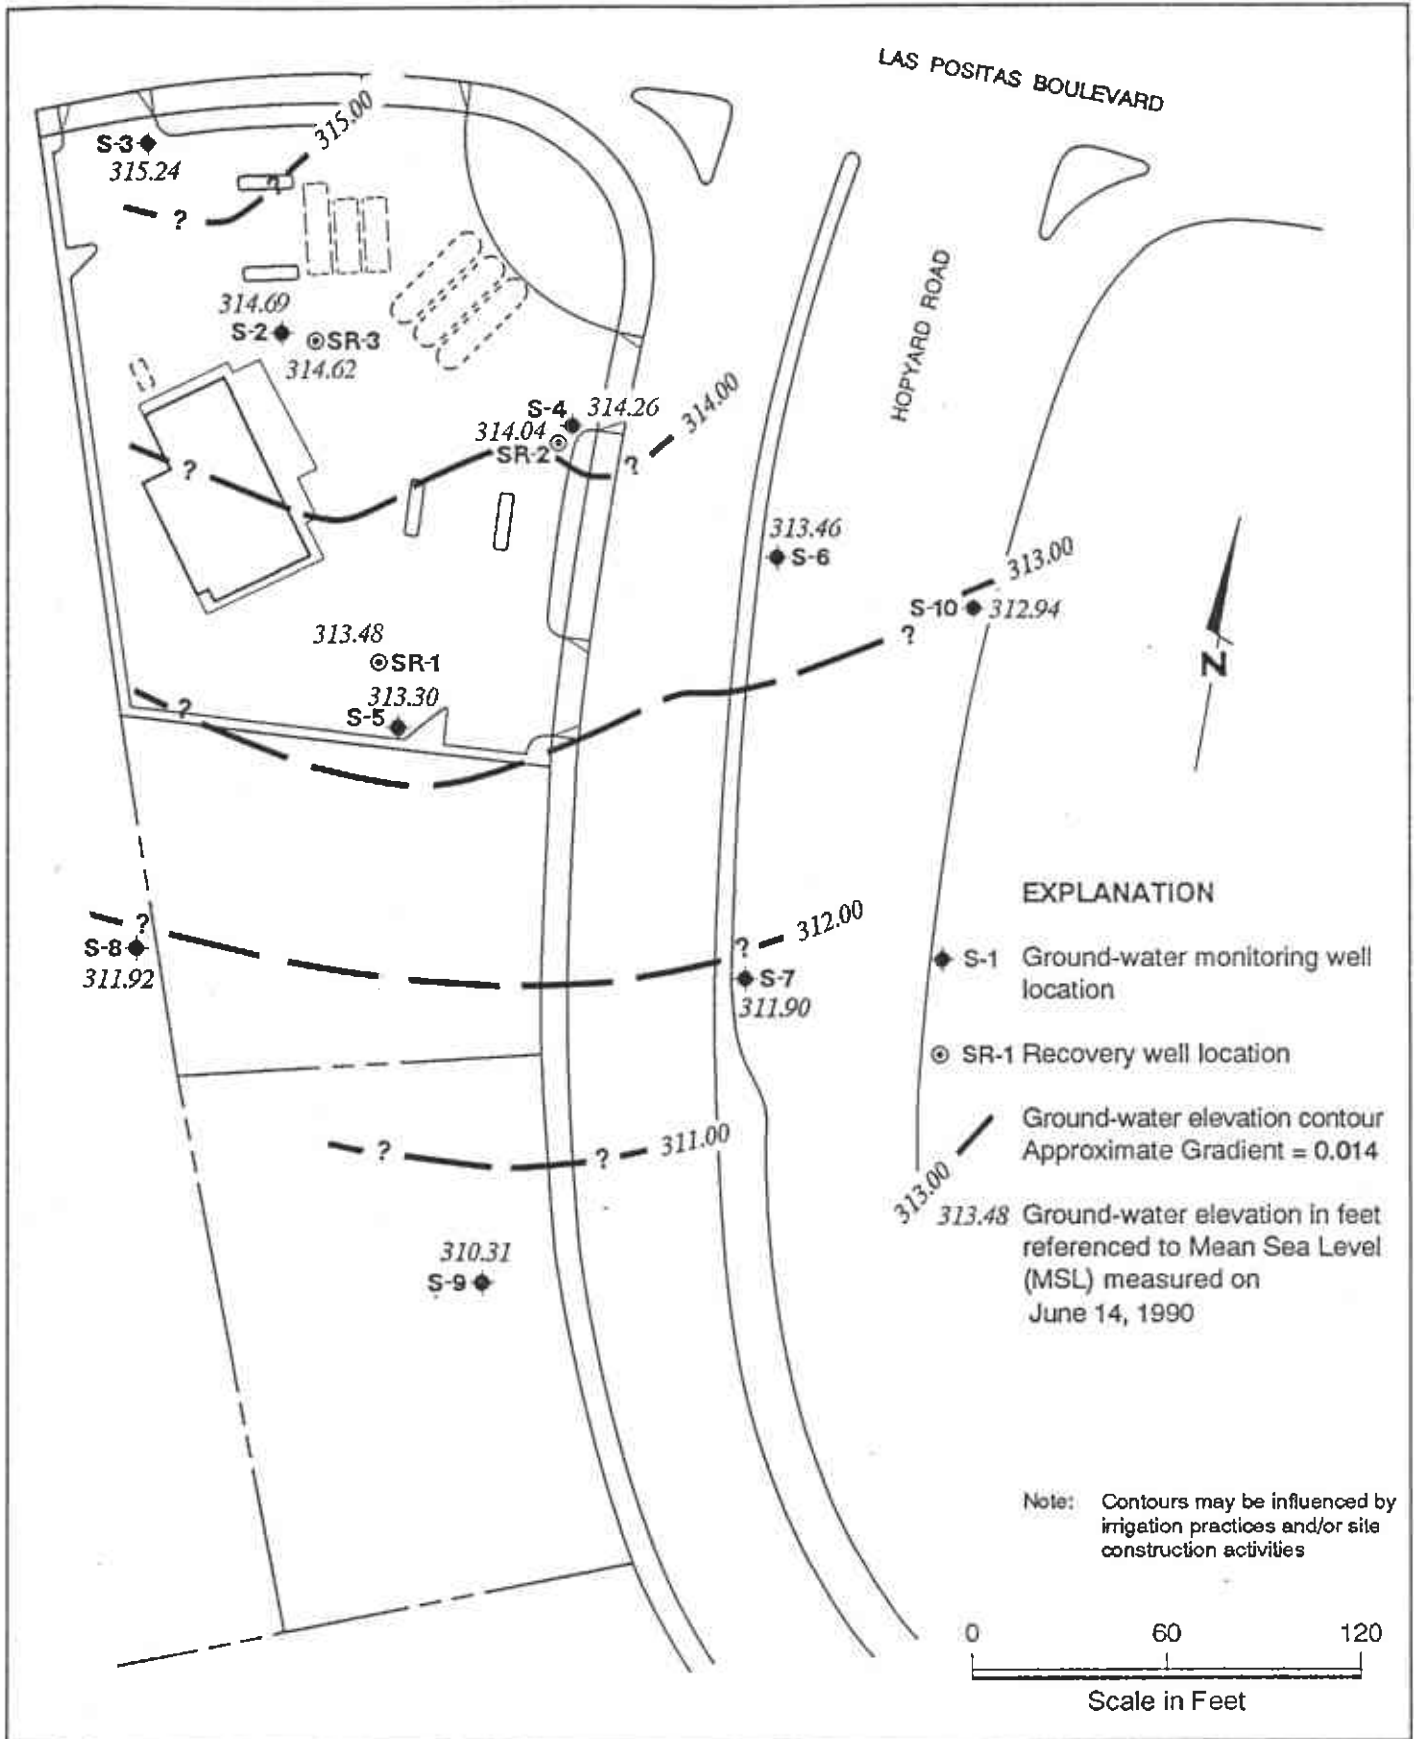 LAS POSITAS BOULEVARD
315.00
S-3
315.24
?
?
314.69
S-2
SR-3
314.62
HOPYARD ROAD
314.00
S-4
314.26
314.04
SR-2
?
?
313.46
S-6
313.00
S-10
312.94
?
N
313.48
SR-1
313.30
S-5
?
EXPLANATION
312.00
?
?
S-8
311.92
S-7
311.90
S-1 Ground-water monitoring well
location
SR-1 Recovery well location
313.00
Ground-water elevation contour
Approximate Gradient = 0.014
311.00
?
?
313.48 Ground-water elevation in feet
referenced to Mean Sea Level
(MSL) measured on
June 14, 1990
310.31
S-9
Note: Contours may be influenced by
irrigation practices and/or site
construction activities
0 60 120
Scale in Feet